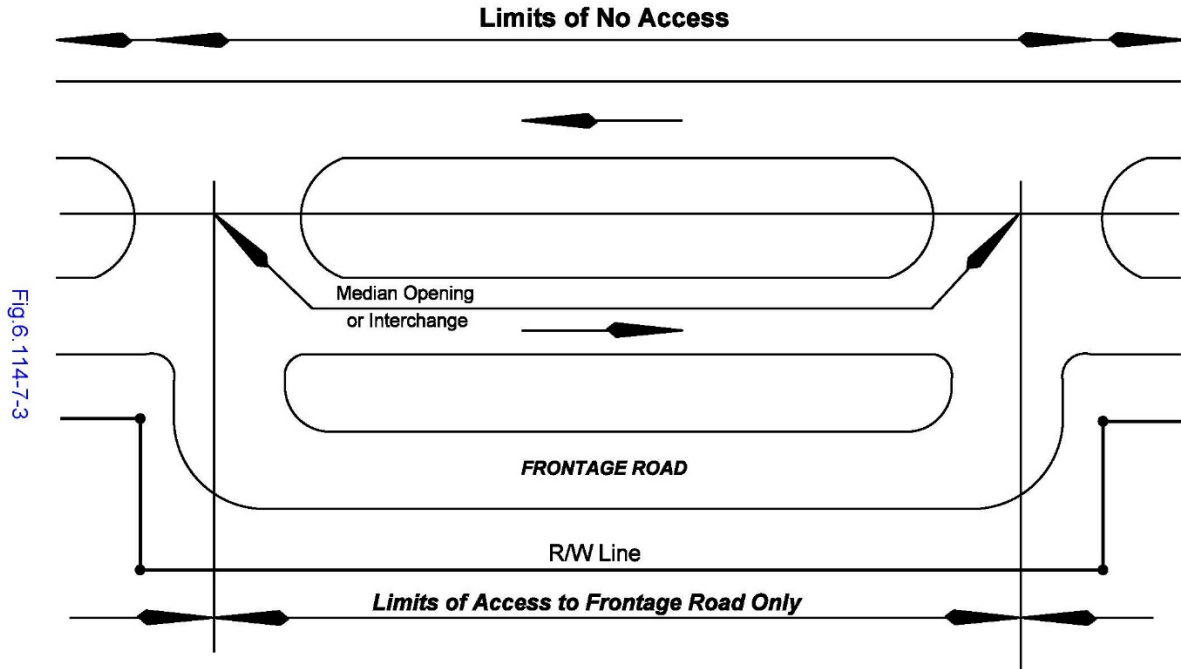 Limits of No Access
Median Opening
or Interchange
Fig.6.114-7-3
FRONTAGE ROAD
R/W Line
Limits of Access to Frontage Road Only